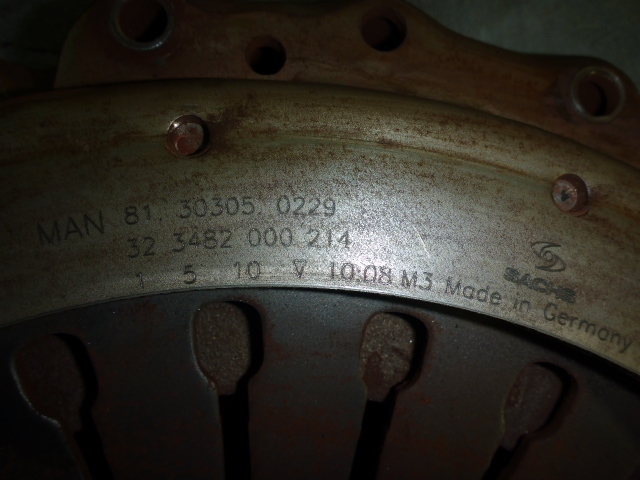 MAN 81. 30305. 0229
32 3482 000 214
1 5 10 V 10.08 M3 Made in Germany
SACHS